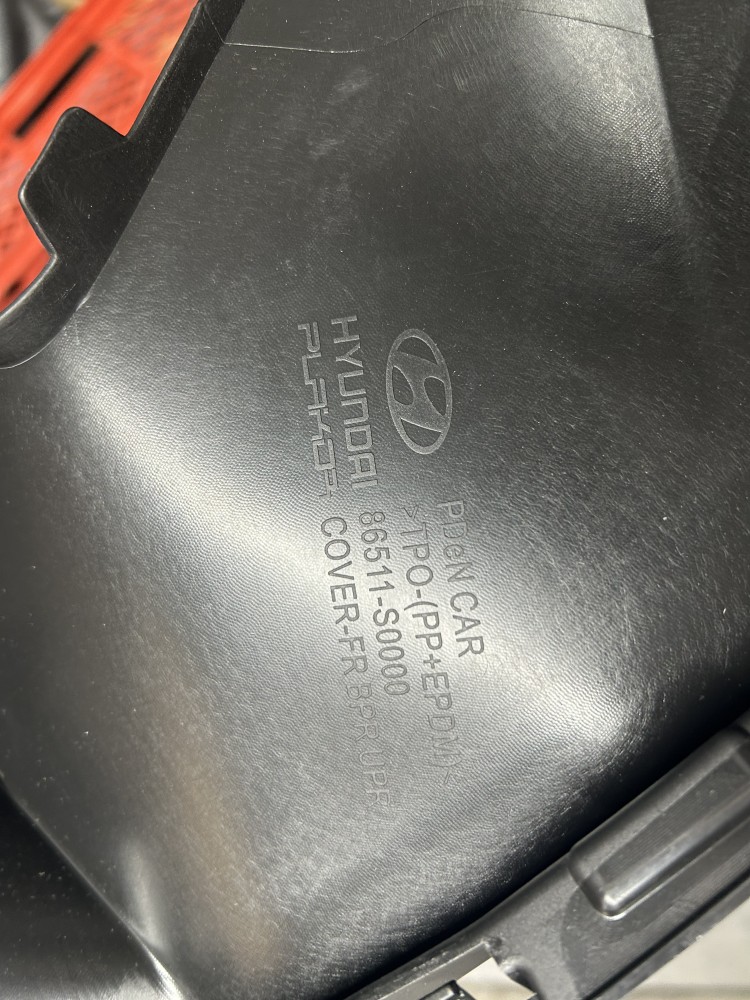 PDeN CAR
>TPO-(PP+EPDM)<
HYUNDAI 86511-S0000
PLAKOR COVER-FR BPR UPR